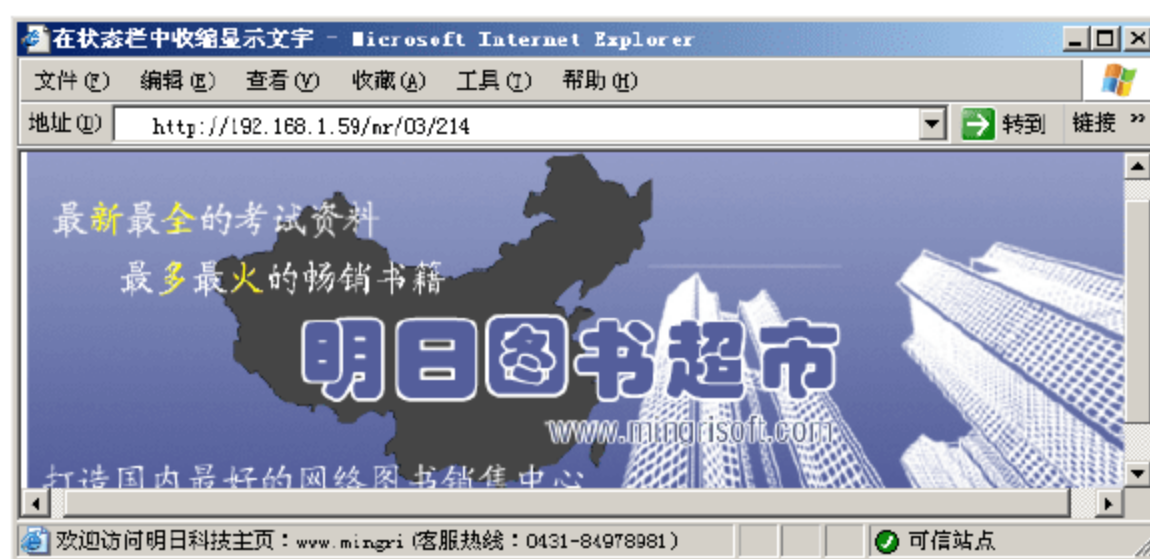 在状态栏中收缩显示文字 - Microsoft Internet Explorer
文件(F) 编辑(E) 查看(V) 收藏(A) 工具(T) 帮助(H)
地址(D) http://192.168.1.59/nr/03/214 转到 链接 »
最新最全的考试资料
最多最火的畅销书籍
明日图书超市
www.mingrisoft.com
打造国内最好的网络图书销售中心
欢迎访问明日科技主页：www.mingri (客服热线：0431-84978981) 可信站点